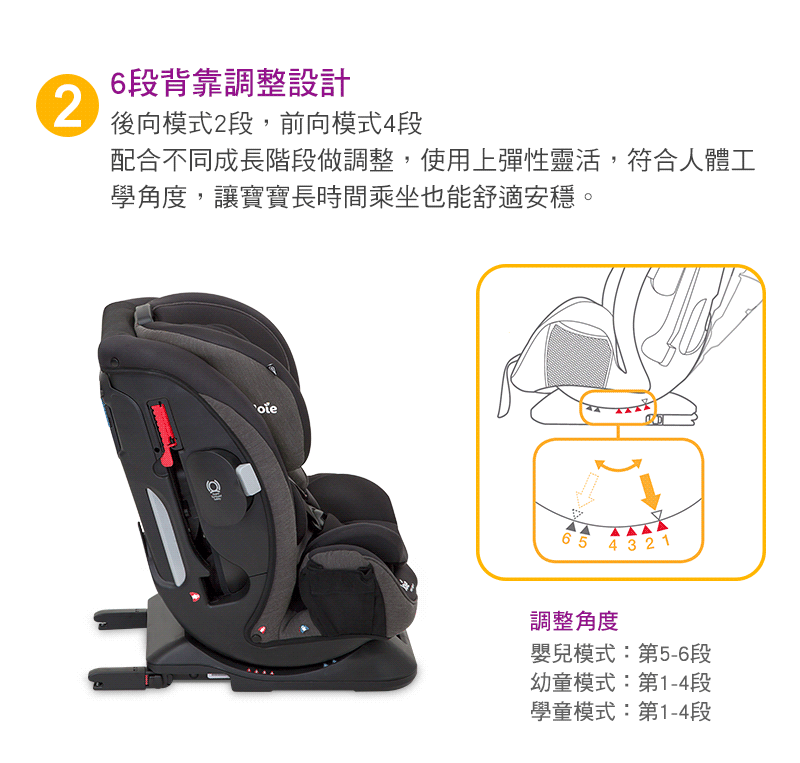 2
6段背靠調整設計
後向模式2段，前向模式4段
配合不同成長階段做調整，使用上彈性靈活，符合人體工
學角度，讓寶寶長時間乘坐也能舒適安穩。
Joie
6 5 4 3 2 1
調整角度
嬰兒模式：第5-6段
幼童模式：第1-4段
學童模式：第1-4段